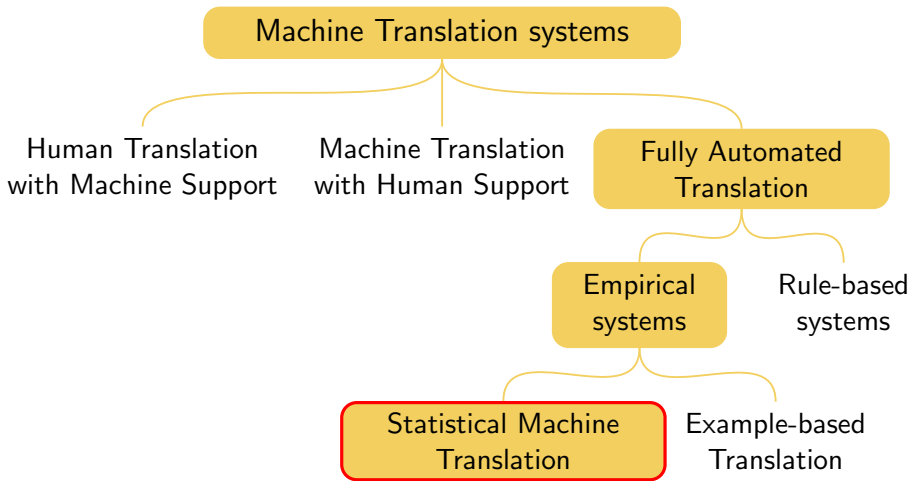 Machine Translation systems
Human Translation
with Machine Support
Machine Translation
with Human Support
Fully Automated
Translation
Empirical
systems
Rule-based
systems
Statistical Machine
Translation
Example-based
Translation